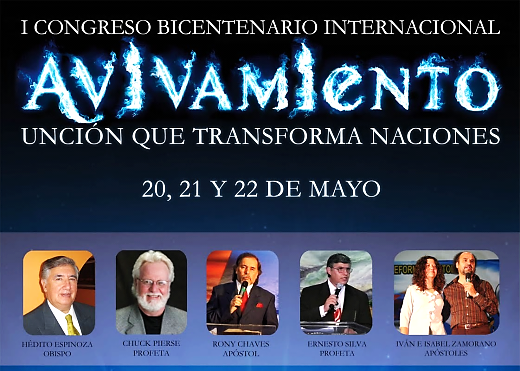 I CONGRESO BICENTENARIO INTERNACIONAL
AVIVAMIENTO
UNCIÓN QUE TRANSFORMA NACIONES
20, 21 Y 22 DE MAYO
HÉDITO ESPINOZA
OBISPO
CHUCK PIERSE
PROFETA
RONY CHAVES
APÓSTOL
ERNESTO SILVA
PROFETA
IVÁN E ISABEL ZAMORANO
APÓSTOLES